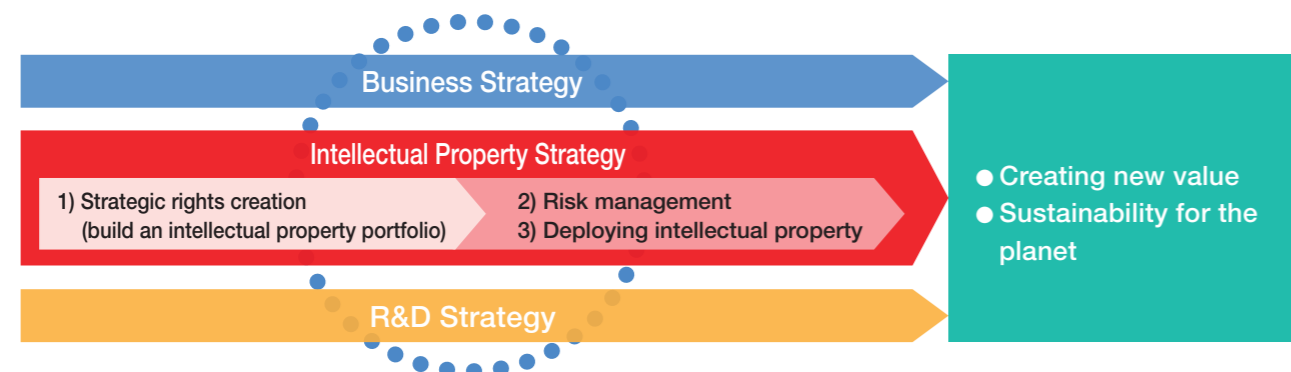 Business Strategy
Intellectual Property Strategy
1) Strategic rights creation
(build an intellectual property portfolio)
2) Risk management
3) Deploying intellectual property
R&D Strategy
● Creating new value
● Sustainability for the
planet